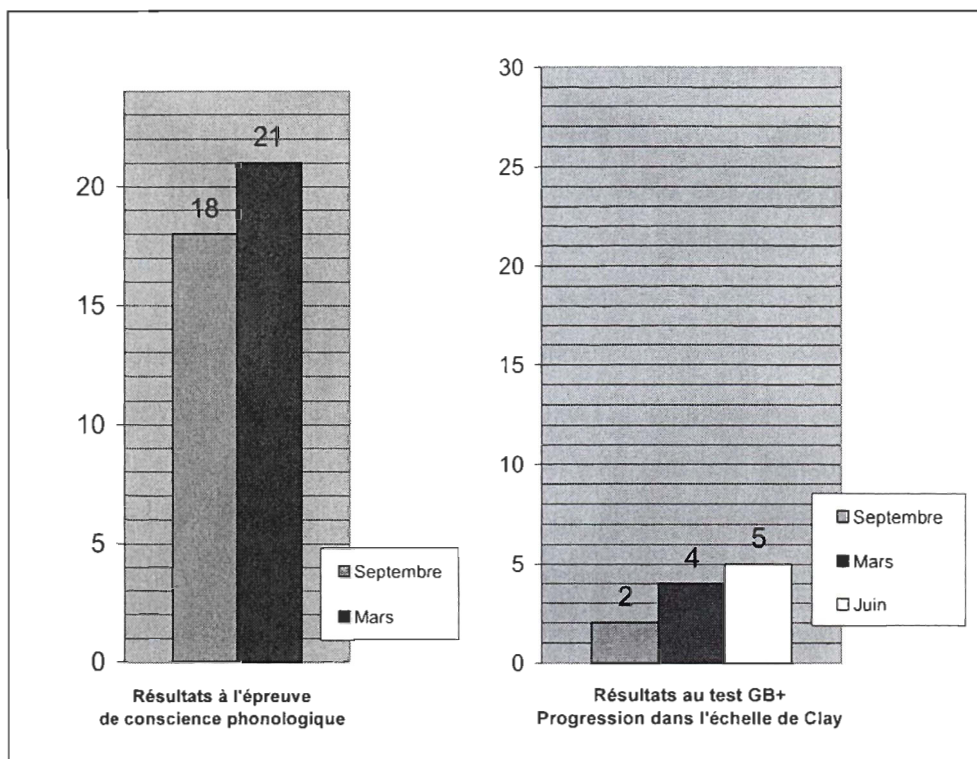 21
20
18
15
10
5
0
Septembre
Mars
Résultats à l'épreuve
de conscience phonologique
30
25
20
15
10
5
0
2
4
5
Septembre
Mars
Juin
Résultats au test GB+
Progression dans l'échelle de Clay